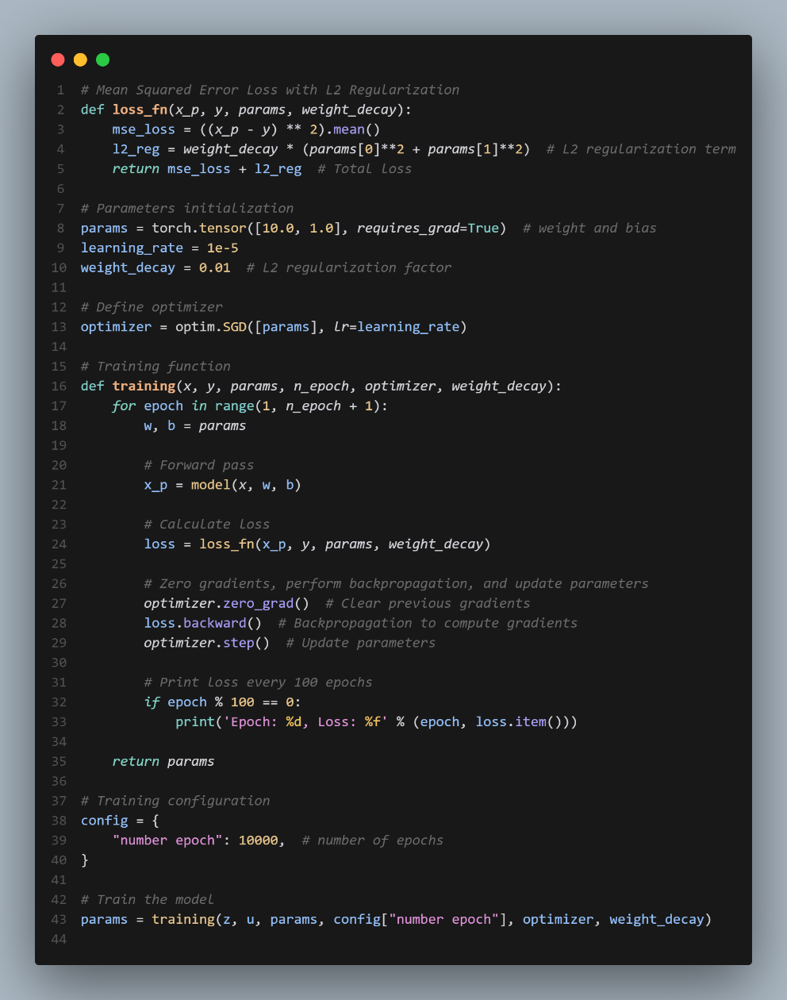 1 # Mean Squared Error Loss with L2 Regularization
2 def loss_fn(x_p, y, params, weight_decay):
3     mse_loss = ((x_p - y) ** 2).mean()
4     l2_reg = weight_decay * (params[0]**2 + params[1]**2)  # L2 regularization term
5     return mse_loss + l2_reg  # Total loss
6
7 # Parameters initialization
8 params = torch.tensor([10.0, 1.0], requires_grad=True)  # weight and bias
9 learning_rate = 1e-5
10 weight_decay = 0.01  # L2 regularization factor
11
12 # Define optimizer
13 optimizer = optim.SGD([params], lr=learning_rate)
14
15 # Training function
16 def training(x, y, params, n_epoch, optimizer, weight_decay):
17     for epoch in range(1, n_epoch + 1):
18         w, b = params
19
20         # Forward pass
21         x_p = model(x, w, b)
22
23         # Calculate loss
24         loss = loss_fn(x_p, y, params, weight_decay)
25
26         # Zero gradients, perform backpropagation, and update parameters
27         optimizer.zero_grad()  # Clear previous gradients
28         loss.backward()  # Backpropagation to compute gradients
29         optimizer.step()  # Update parameters
30
31         # Print loss every 100 epochs
32         if epoch % 100 == 0:
33             print('Epoch: %d, Loss: %f' % (epoch, loss.item()))
34
35     return params
36
37 # Training configuration
38 config = {
39     "number epoch": 10000,  # number of epochs
40 }
41
42 # Train the model
43 params = training(z, u, params, config["number epoch"], optimizer, weight_decay)
44